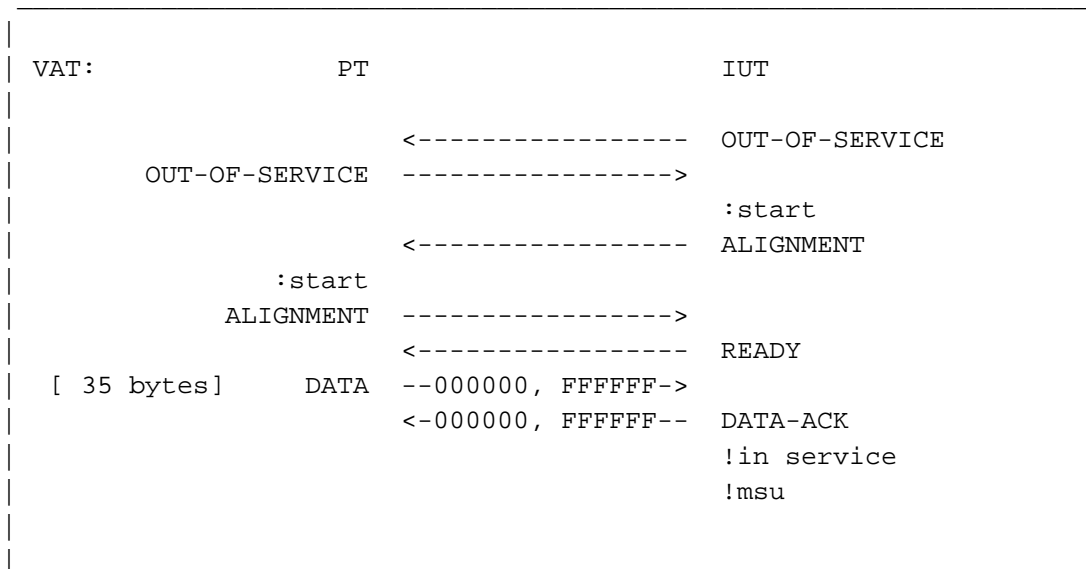 VAT: PT IUT
<----------------- OUT-OF-SERVICE
OUT-OF-SERVICE ----------------->
:start
<----------------- ALIGNMENT
:start
ALIGNMENT ----------------->
<----------------- READY
[ 35 bytes] DATA --000000, FFFFFF->
<-000000, FFFFFF-- DATA-ACK
!in service
!msu